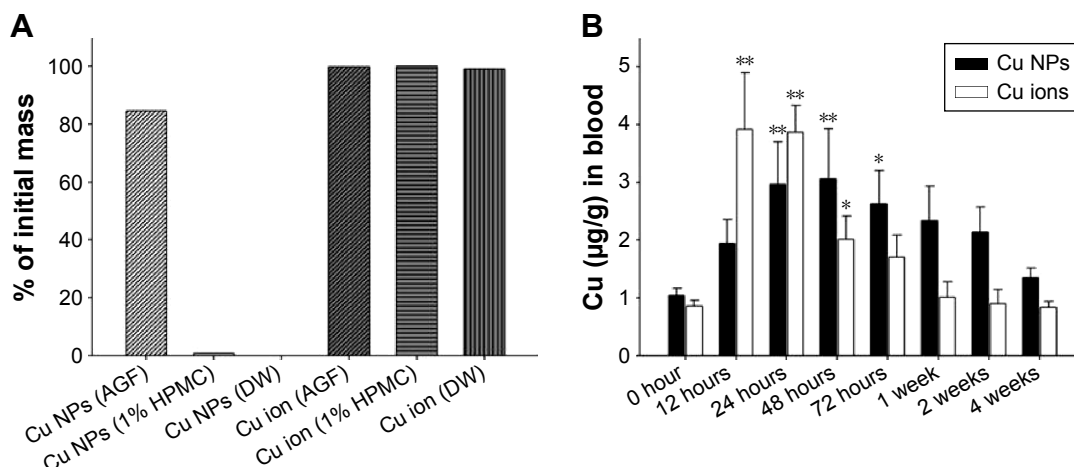 A
% of initial mass
100
80
60
40
20
0
Cu NPs (AGF)
Cu NPs (1% HPMC)
Cu NPs (DW)
Cu ion (AGF)
Cu ion (1% HPMC)
Cu ion (DW)
B
Cu (µg/g) in blood
5
4
3
2
1
0
Cu NPs
Cu ions
**
**
**
**
*
*
0 hour
12 hours
24 hours
48 hours
72 hours
1 week
2 weeks
4 weeks